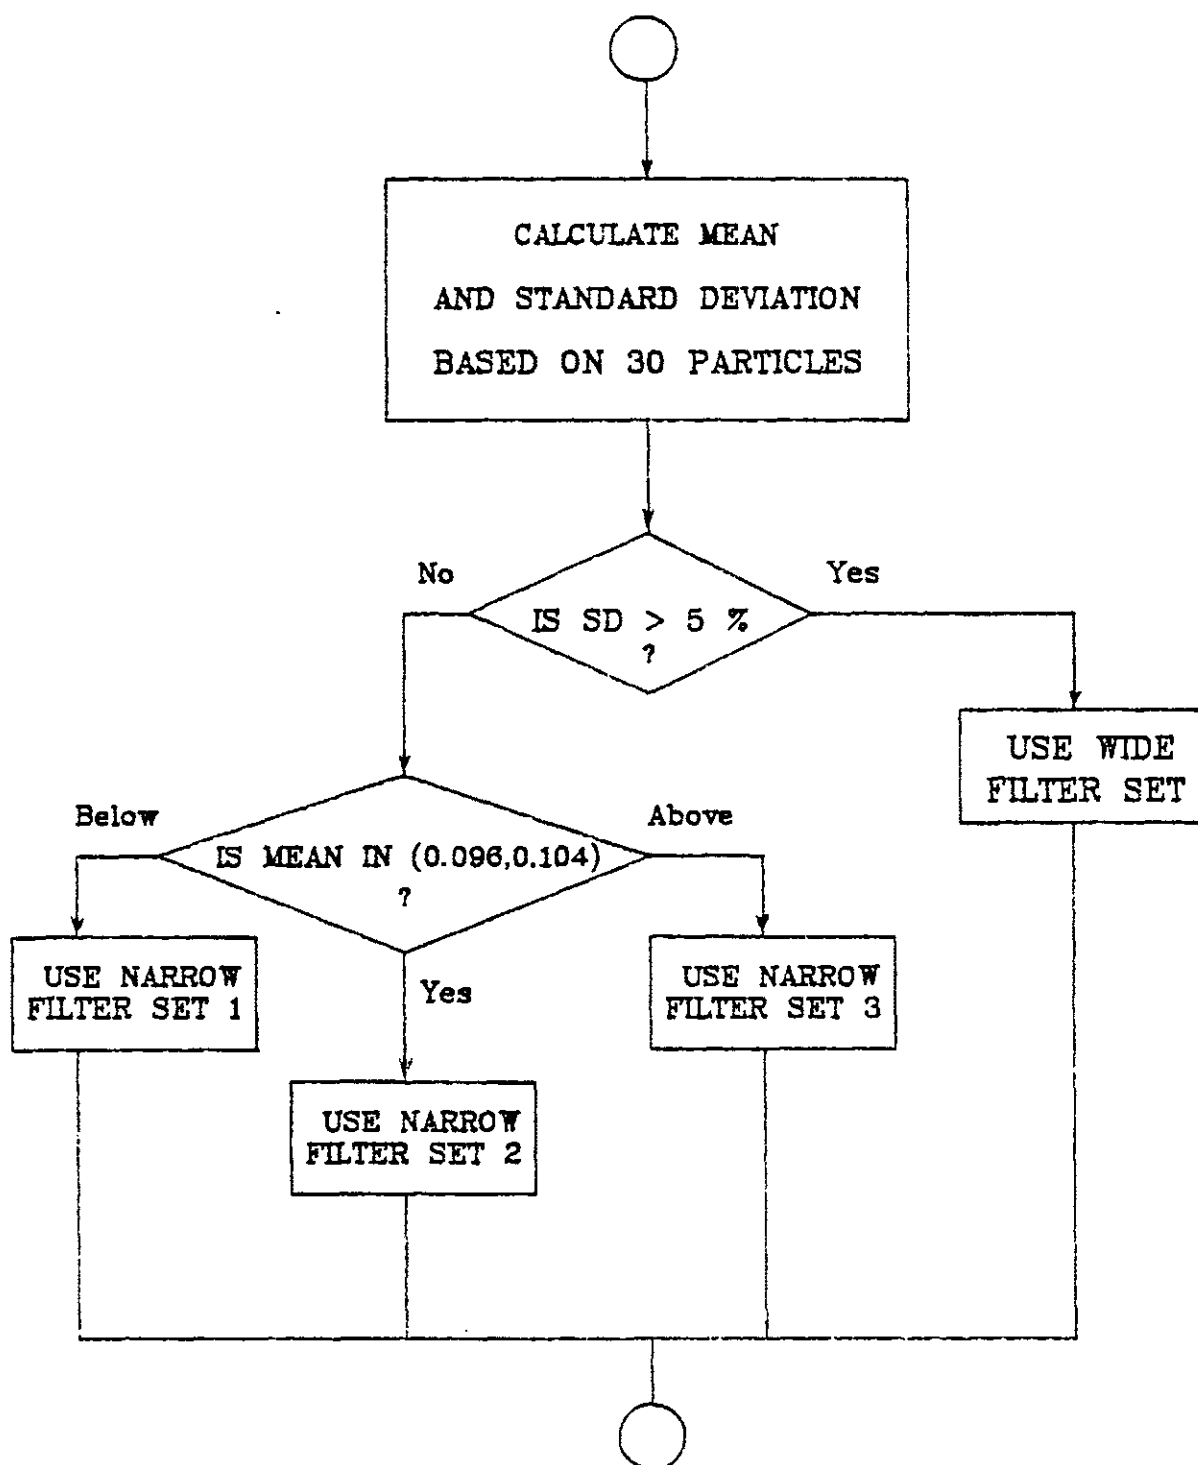 CALCULATE MEAN
AND STANDARD DEVIATION
BASED ON 30 PARTICLES
No
Yes
IS SD > 5 %
?
USE WIDE
FILTER SET
Below
Above
IS MEAN IN (0.096,0.104)
?
USE NARROW
FILTER SET 1
Yes
USE NARROW
FILTER SET 3
USE NARROW
FILTER SET 2